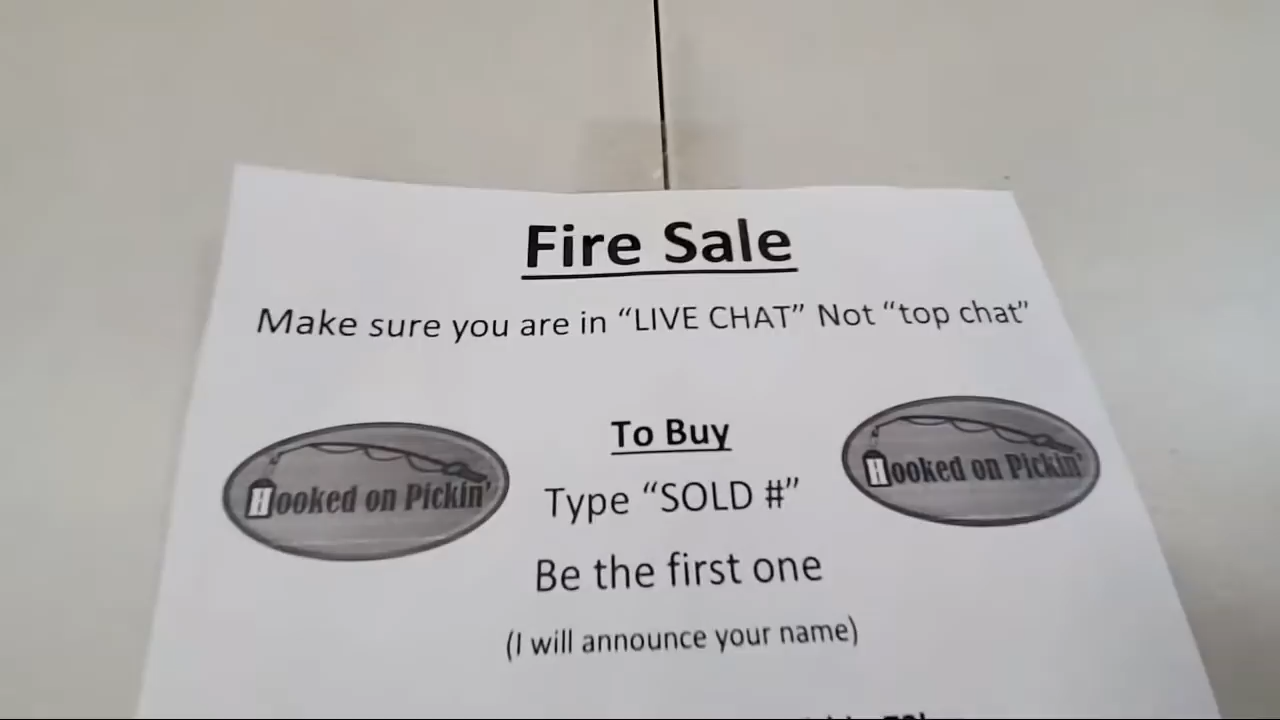 Fire Sale
Make sure you are in “LIVE CHAT” Not “top chat”
To Buy
Hooked on Pickin'
Type “SOLD #”
Hooked on Pickin'
Be the first one
(I will announce your name)